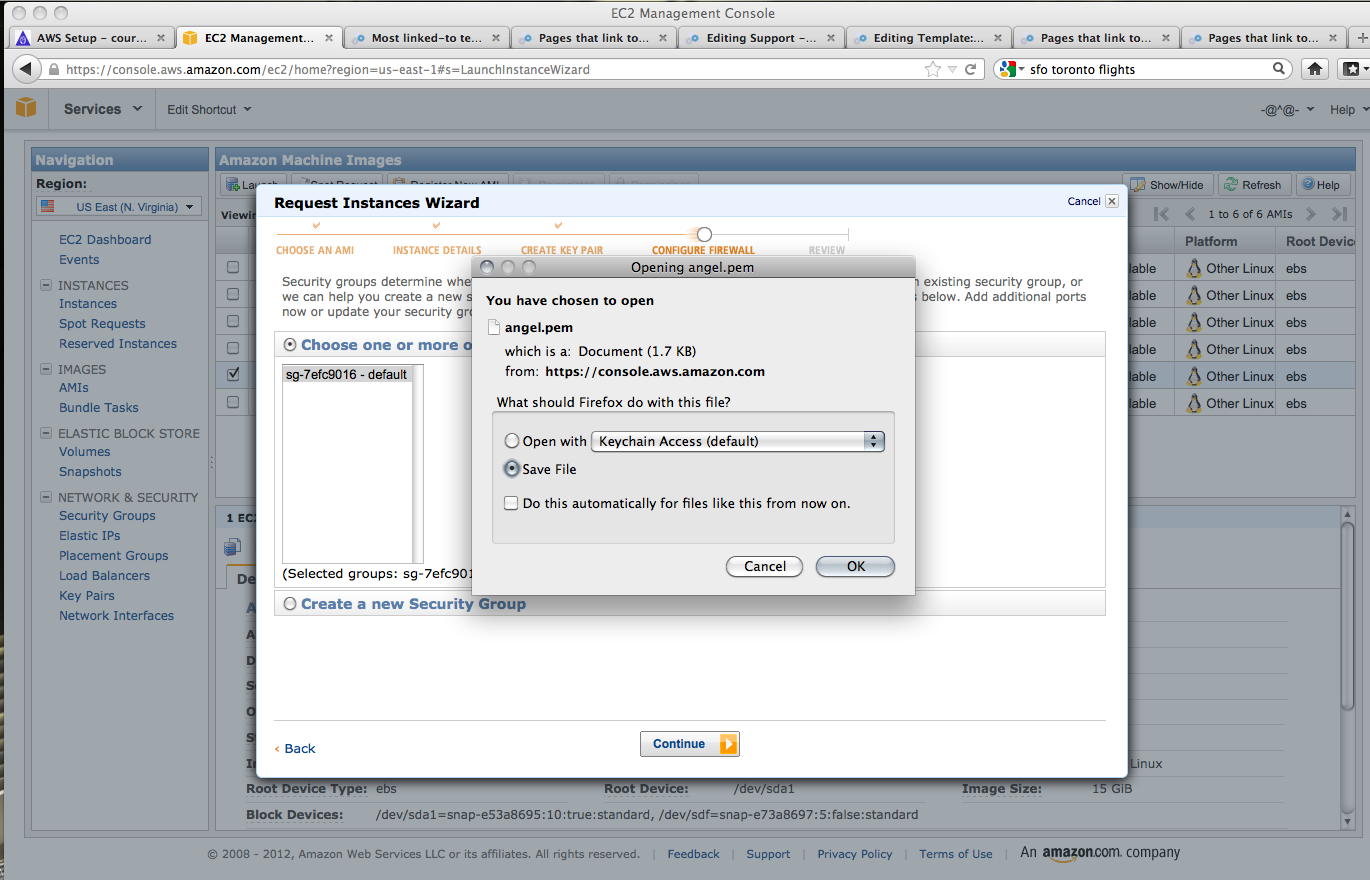 EC2 Management Console
AWS Setup – cour...
EC2 Management...
Most linked-to te...
Pages that link to...
Editing Support –...
Editing Template:...
Pages that link to...
Pages that link to...
https://console.aws.amazon.com/ec2/home?region=us-east-1#s=LaunchInstanceWizard
sfo toronto flights
Services
Edit Shortcut
-@^@-
Help
Navigation
Region:
US East (N. Virginia)
EC2 Dashboard
Events
INSTANCES
Instances
Spot Requests
Reserved Instances
IMAGES
AMIs
Bundle Tasks
ELASTIC BLOCK STORE
Volumes
Snapshots
NETWORK & SECURITY
Security Groups
Elastic IPs
Placement Groups
Load Balancers
Key Pairs
Network Interfaces
Amazon Machine Images
Show/Hide
Refresh
Help
1 to 6 of 6 AMIs
Platform
Root Devic
lable
Other Linux
ebs
lable
Other Linux
ebs
lable
Other Linux
ebs
lable
Other Linux
ebs
lable
Other Linux
ebs
lable
Other Linux
ebs
Request Instances Wizard
Cancel
CHOOSE AN AMI
INSTANCE DETAILS
CREATE KEY PAIR
CONFIGURE FIREWALL
REVIEW
Security groups determine whe
existing security group, or
we can help you create a new s
below. Add additional ports
now or update your security gr
Choose one or more o
sg-7efc9016 - default
(Selected groups: sg-7efc901
Create a new Security Group
Back
Continue
Opening angel.pem
You have chosen to open
angel.pem
which is a: Document (1.7 KB)
from: https://console.aws.amazon.com
What should Firefox do with this file?
Open with
Keychain Access (default)
Save File
Do this automatically for files like this from now on.
Cancel
OK
1 EC
Linux
Root Device Type:
ebs
Root Device:
/dev/sda1
Image Size:
15 GiB
Block Devices:
/dev/sda1=snap-e53a8695:10:true:standard, /dev/sdf=snap-e73a8697:5:false:standard
© 2008 - 2012, Amazon Web Services LLC or its affiliates. All rights reserved.
Feedback
Support
Privacy Policy
Terms of Use
An amazon.com. company